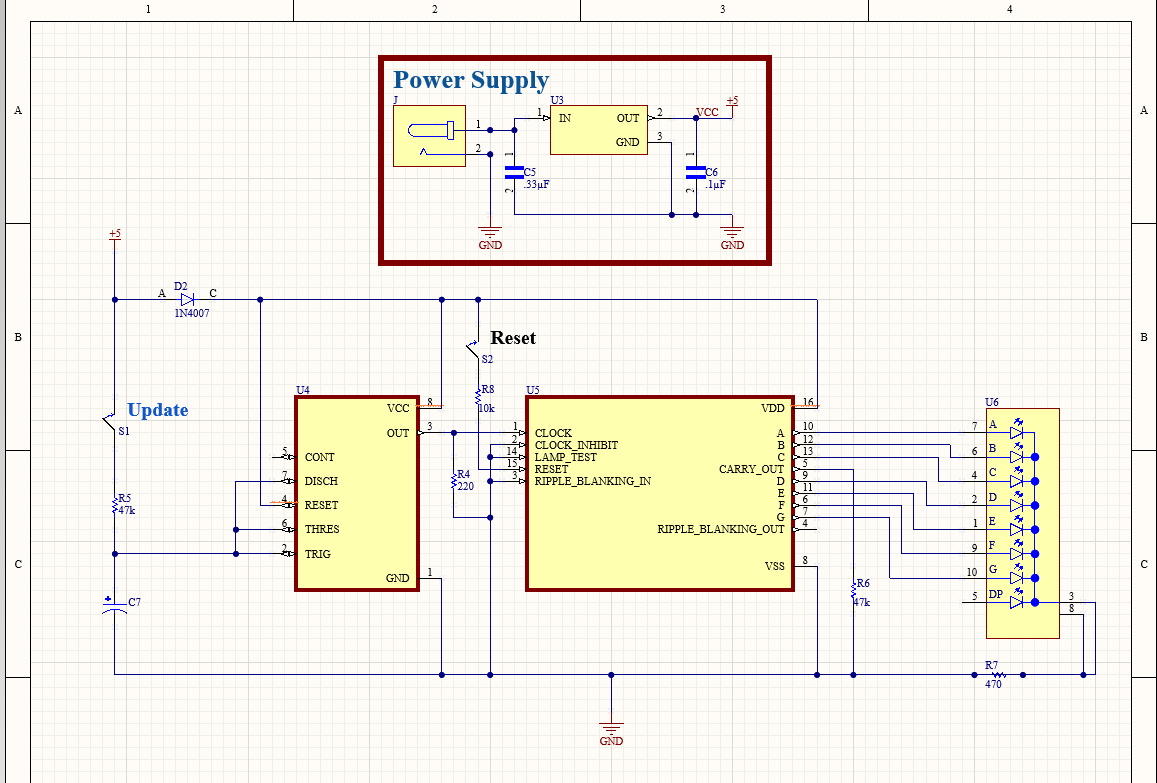 1 2 3 4
A A
Power Supply
J U3 +5
1 1 IN OUT 2 VCC
2 GND 3
1 C5 1 C6
.33µF .1µF
2 2
GND GND
B B
+5
D2
A C
1N4007
Reset
S2
Update
S1
R8
10k
U4
VCC 8
OUT 3
5 CONT
7 DISCH
4 RESET
6 THRES
2 TRIG
GND 1
R5
47k
C7
+
R4
220
U5
VDD 16
1 CLOCK A 10
2 CLOCK_INHIBIT B 12
14 LAMP_TEST C 13
15 RESET CARRY_OUT 5
3 RIPPLE_BLANKING_IN D 9
E 11
F 6
G 7
RIPPLE_BLANKING_OUT 4
VSS 8
R6
47k
U6
7 A
6 B
4 C
2 D
1 E
9 F
10 G
5 DP 3
8
R7
470
C C
GND